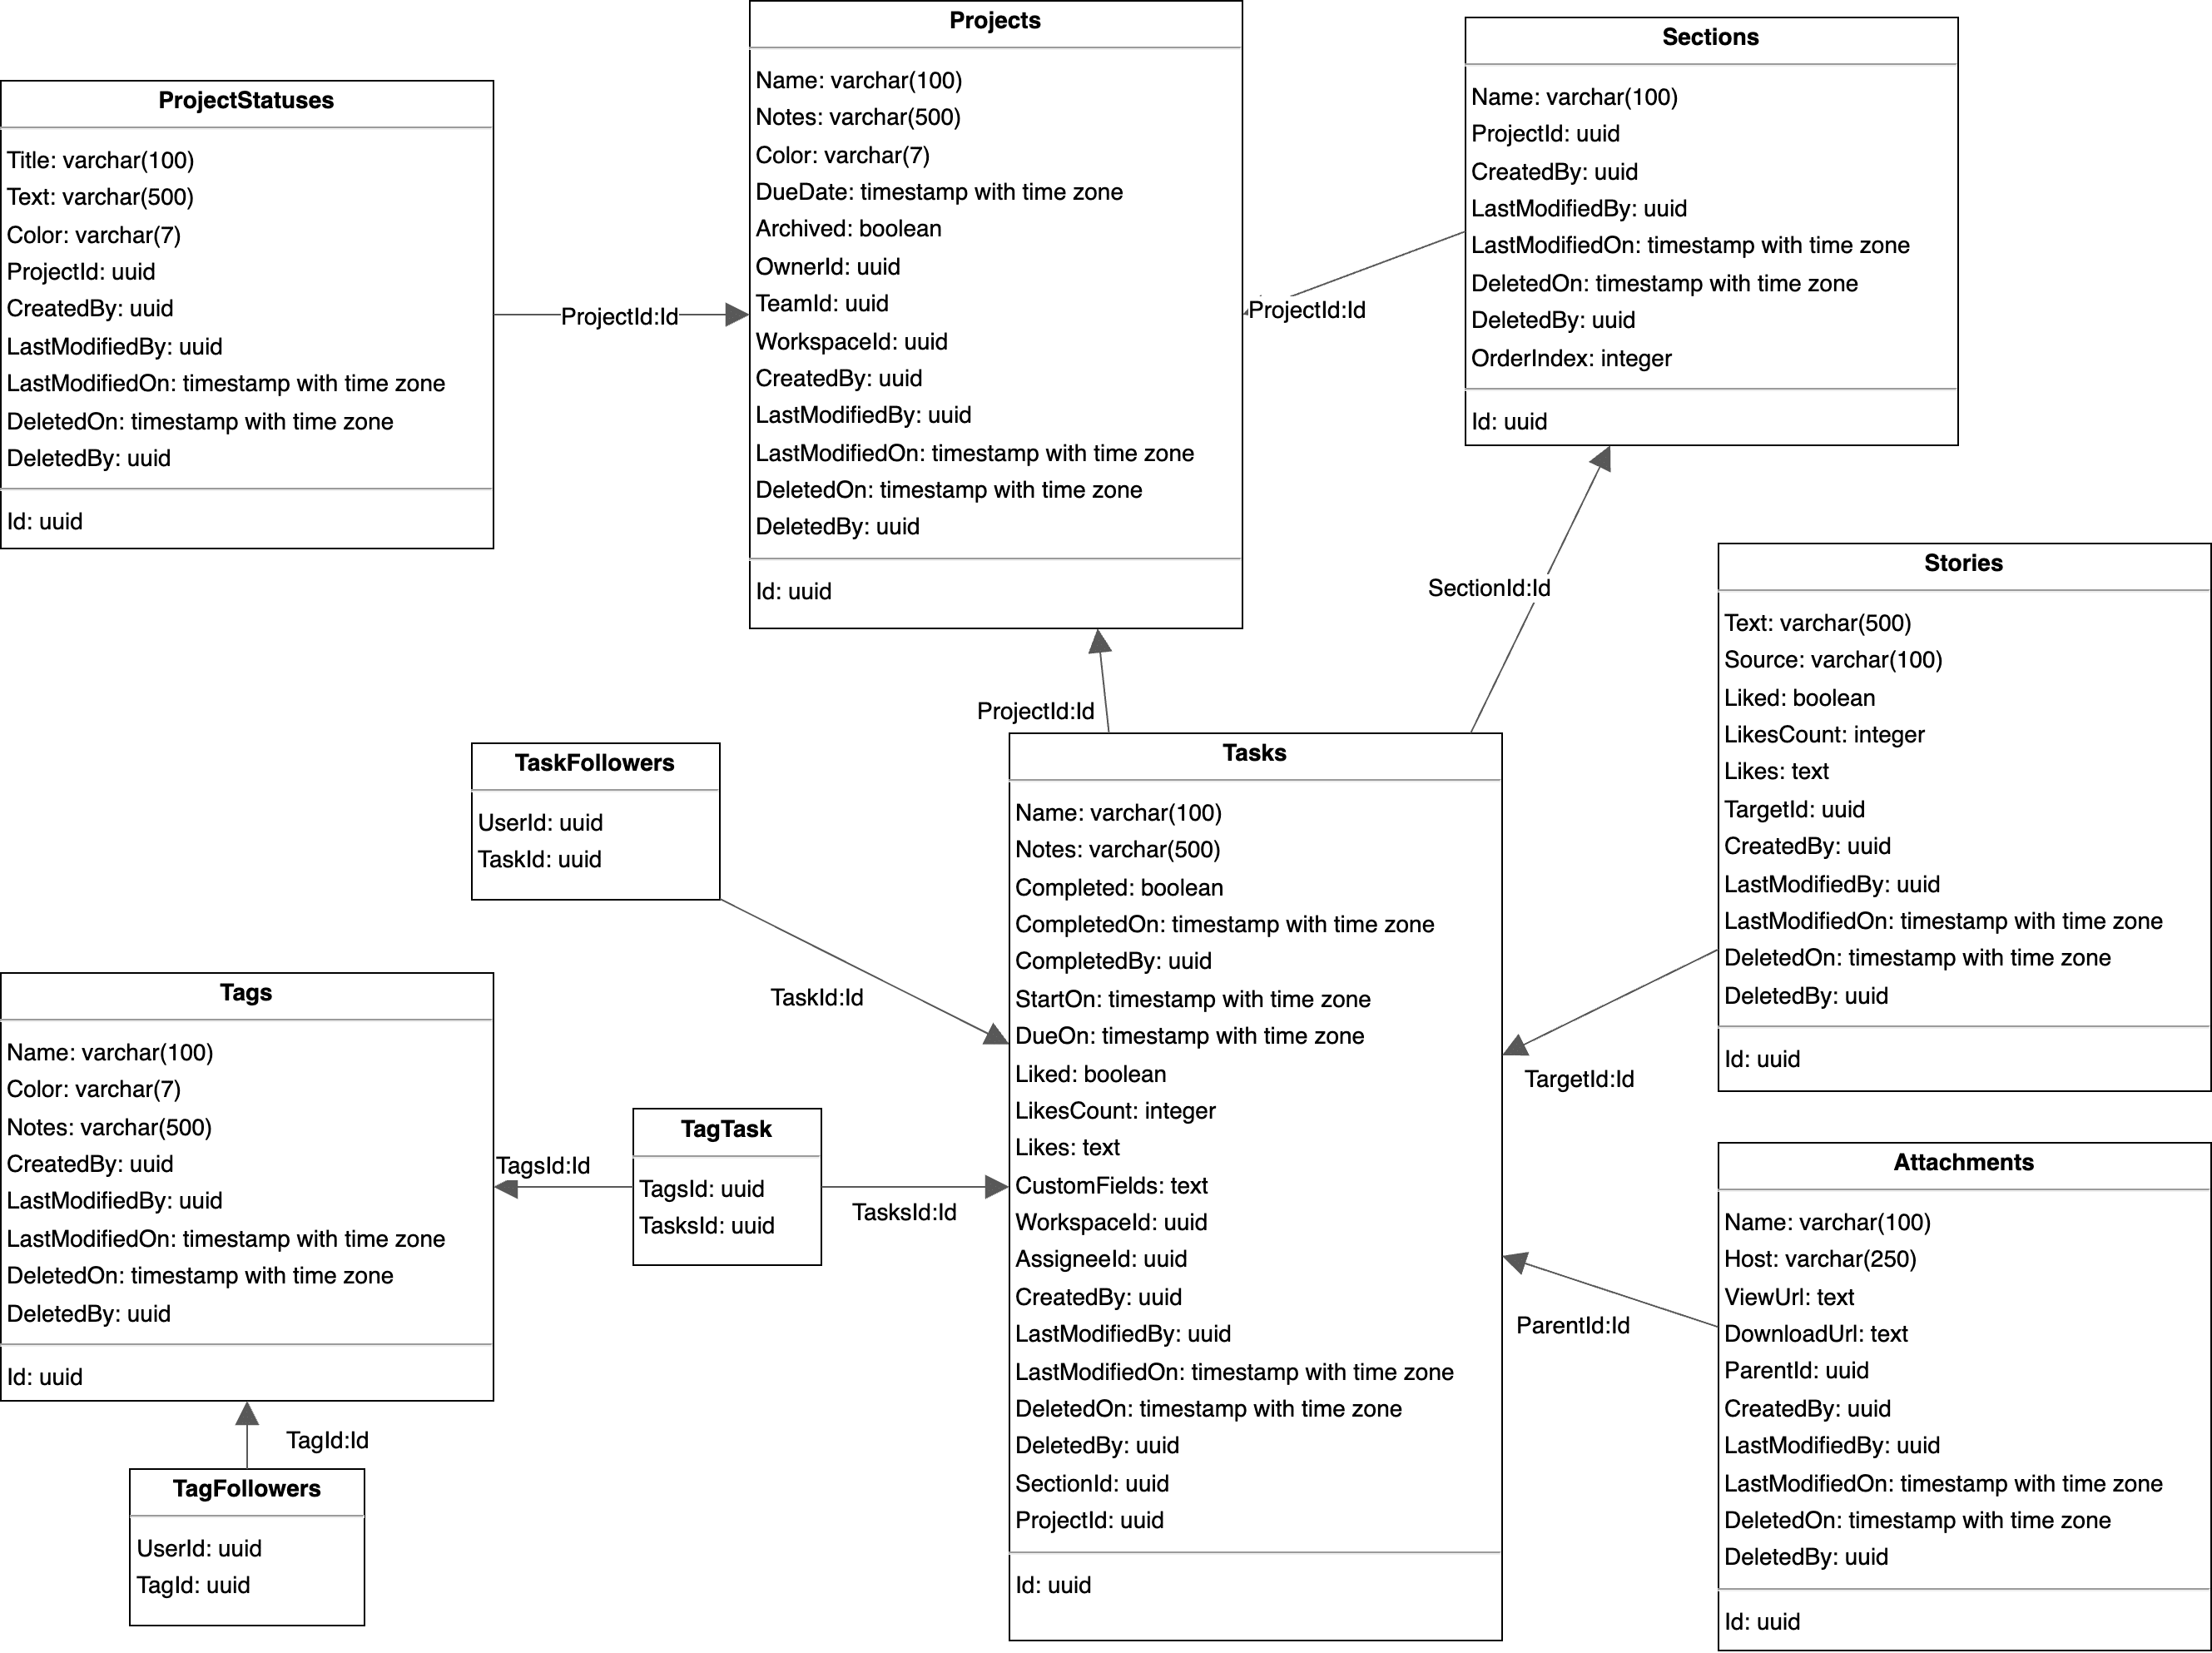 ProjectStatuses
Title: varchar(100)
Text: varchar(500)
Color: varchar(7)
ProjectId: uuid
CreatedBy: uuid
LastModifiedBy: uuid
LastModifiedOn: timestamp with time zone
DeletedOn: timestamp with time zone
DeletedBy: uuid
Id: uuid
ProjectId:Id
Projects
Name: varchar(100)
Notes: varchar(500)
Color: varchar(7)
DueDate: timestamp with time zone
Archived: boolean
OwnerId: uuid
TeamId: uuid
WorkspaceId: uuid
CreatedBy: uuid
LastModifiedBy: uuid
LastModifiedOn: timestamp with time zone
DeletedOn: timestamp with time zone
DeletedBy: uuid
Id: uuid
ProjectId:Id
Sections
Name: varchar(100)
ProjectId: uuid
CreatedBy: uuid
LastModifiedBy: uuid
LastModifiedOn: timestamp with time zone
DeletedOn: timestamp with time zone
DeletedBy: uuid
OrderIndex: integer
Id: uuid
SectionId:Id
ProjectId:Id
TaskFollowers
UserId: uuid
TaskId: uuid
TaskId:Id
Tags
Name: varchar(100)
Color: varchar(7)
Notes: varchar(500)
CreatedBy: uuid
LastModifiedBy: uuid
LastModifiedOn: timestamp with time zone
DeletedOn: timestamp with time zone
DeletedBy: uuid
Id: uuid
TagsId:Id
TagTask
TagsId: uuid
TasksId: uuid
TasksId:Id
TagId:Id
TagFollowers
UserId: uuid
TagId: uuid
Tasks
Name: varchar(100)
Notes: varchar(500)
Completed: boolean
CompletedOn: timestamp with time zone
CompletedBy: uuid
StartOn: timestamp with time zone
DueOn: timestamp with time zone
Liked: boolean
LikesCount: integer
Likes: text
CustomFields: text
WorkspaceId: uuid
AssigneeId: uuid
CreatedBy: uuid
LastModifiedBy: uuid
LastModifiedOn: timestamp with time zone
DeletedOn: timestamp with time zone
DeletedBy: uuid
SectionId: uuid
ProjectId: uuid
Id: uuid
Stories
Text: varchar(500)
Source: varchar(100)
Liked: boolean
LikesCount: integer
Likes: text
TargetId: uuid
CreatedBy: uuid
LastModifiedBy: uuid
LastModifiedOn: timestamp with time zone
DeletedOn: timestamp with time zone
DeletedBy: uuid
Id: uuid
TargetId:Id
Attachments
Name: varchar(100)
Host: varchar(250)
ViewUrl: text
DownloadUrl: text
ParentId: uuid
CreatedBy: uuid
LastModifiedBy: uuid
LastModifiedOn: timestamp with time zone
DeletedOn: timestamp with time zone
DeletedBy: uuid
Id: uuid
ParentId:Id